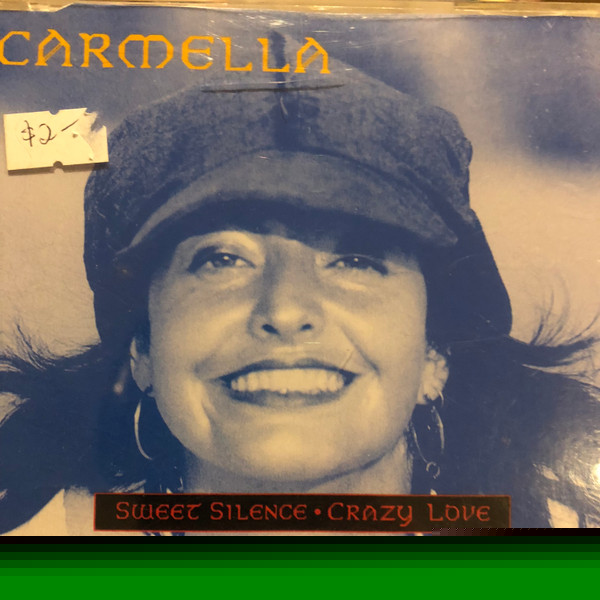 CARMELLA
$2-
SWEET SILENCE • CRAZY LOVE